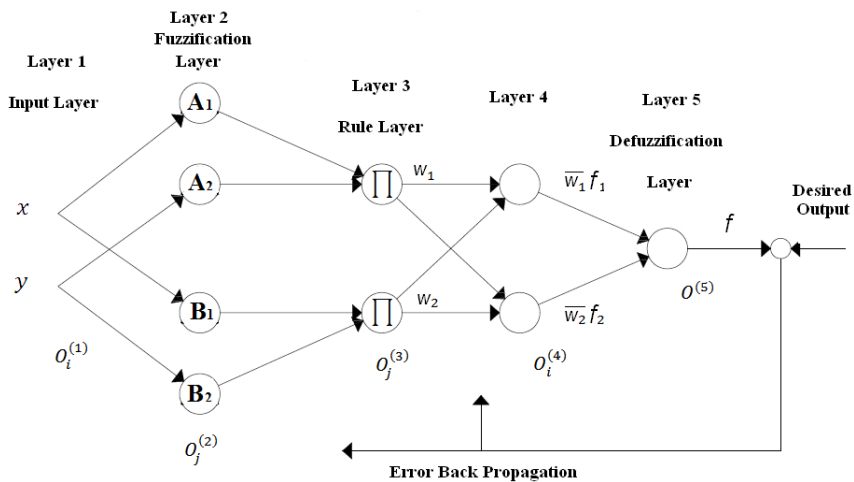 Layer 1
Input Layer
Layer 2
Fuzzification
Layer
Layer 3
Rule Layer
Layer 4
Layer 5
Defuzzification
Layer
Desired
Output
A1
A2
B1
B2
x
y
∏
∏
w1
w2
w̅1 f1
w̅2 f2
f
Oi(1)
Oj(2)
Oj(3)
Oi(4)
O(5)
Error Back Propagation